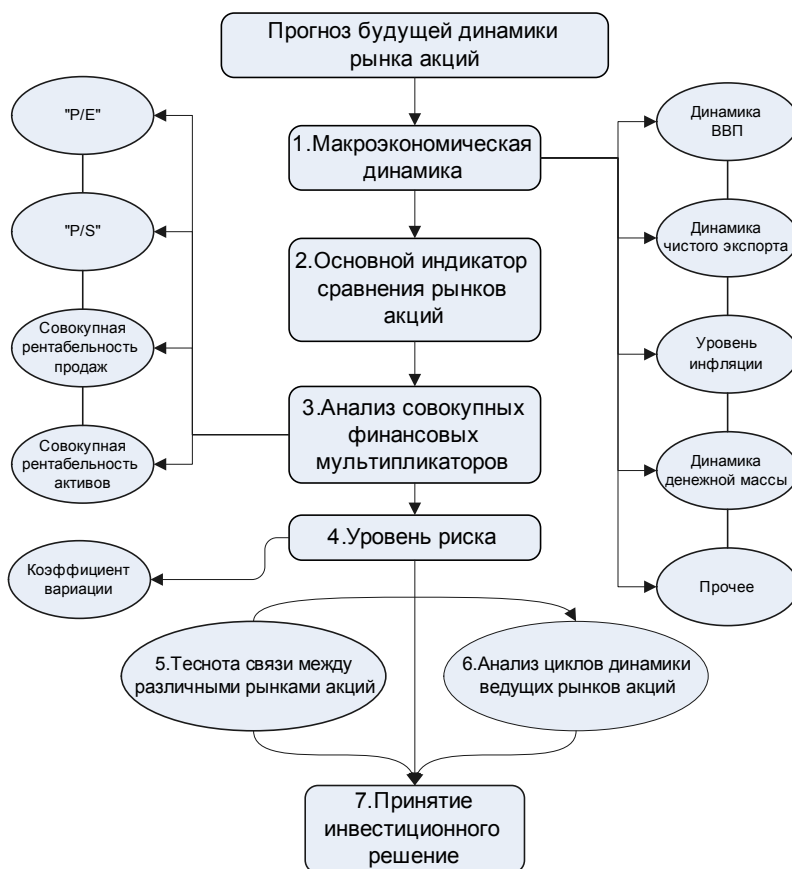 Прогноз будущей динамики
рынка акций
"P/E"
"P/S"
Совокупная
рентабельность
продаж
Совокупная
рентабельность
активов
1.Макроэкономическая
динамика
Динамика
ВВП
Динамика
чистого экспорта
Уровень
инфляции
Динамика
денежной массы
Прочее
2.Основной индикатор
сравнения рынков
акций
3.Анализ совокупных
финансовых
мультипликаторов
4.Уровень риска
Коэффициент
вариации
5.Теснота связи между
различными рынками акций
6.Анализ циклов динамики
ведущих рынков акций
7.Принятие
инвестиционного
решение